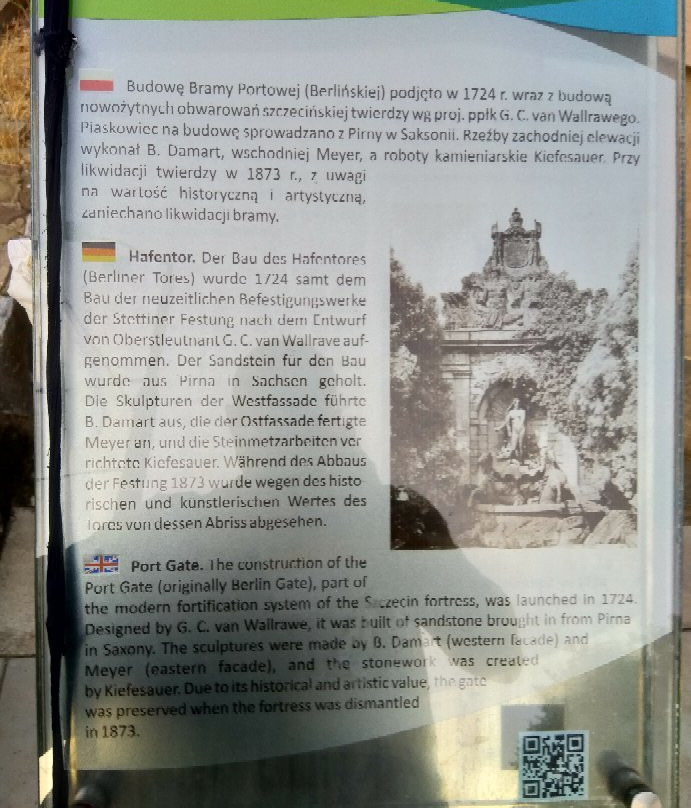 Budowę Bramy Portowej (Berlińskiej) podjęto w 1724 r. wraz z budową
nowożytnych obwarowań szczecińskiej twierdzy wg proj. ppłk G. C. van Wallrawego.
Piaskowiec na budowę sprowadzano z Pirny w Saksonii. Rzeźby zachodniej elewacji
wykonał B. Damart, wschodniej Meyer, a roboty kamieniarskie Kiefesauer. Przy
likwidacji twierdzy w 1873 r., z uwagi
na wartość historyczną i artystyczną,
zaniechano likwidacji bramy.
Hafentor. Der Bau des Hafentores
(Berliner Tores) wurde 1724 samt dem
Bau der neuzeitlichen Befestigungswerke
der Stettiner Festung nach dem Entwurf
von Oberstleutnant G. C. van Wallrave auf-
genommen. Der Sandstein für den Bau
wurde aus Pirna in Sachsen geholt.
Die Skulpturen der Westfassade führte
B. Damart aus, die der Ostfassade fertigte
Meyer an, und die Steinmetzarbeiten ver-
richtete Kiefesauer. Während des Abbaus
der Festung 1873 wurde wegen des histo-
rischen und künstlerischen Wertes des
Tores von dessen Abriss abgesehen.
Port Gate. The construction of the
Port Gate (originally Berlin Gate), part of
the modern fortification system of the Szczecin fortress, was launched in 1724.
Designed by G. C. van Wallrawe, it was built of sandstone brought in from Pirna
in Saxony. The sculptures were made by B. Damart (western facade) and
Meyer (eastern facade), and the stonework was created
by Kiefesauer. Due to its historical and artistic value, the gate
was preserved when the fortress was dismantled
in 1873.